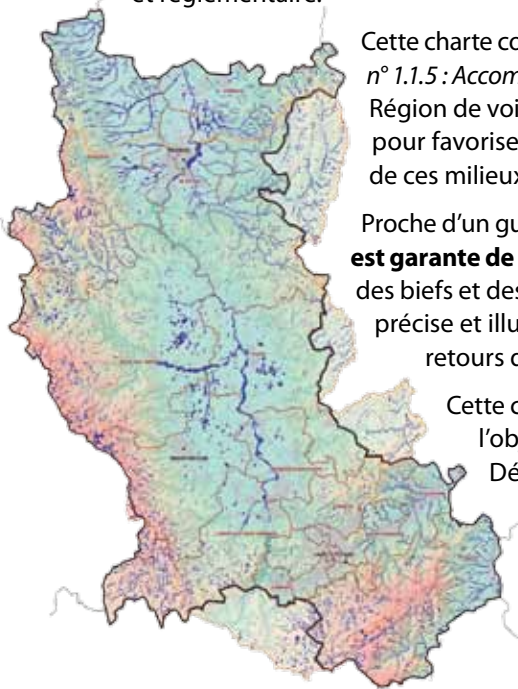 et réglementaire.
Cette charte co
n° 1.1.5 : Accom
Région de voi
pour favorise
de ces milieux
Proche d’un gu
est garante de
des biefs et des
précise et illu
retours d
Cette c
l’ob
Dé